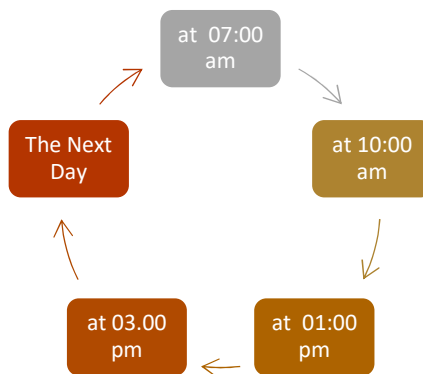 at 07:00
am
at 10:00
am
at 01:00
pm
at 03.00
pm
The Next
Day